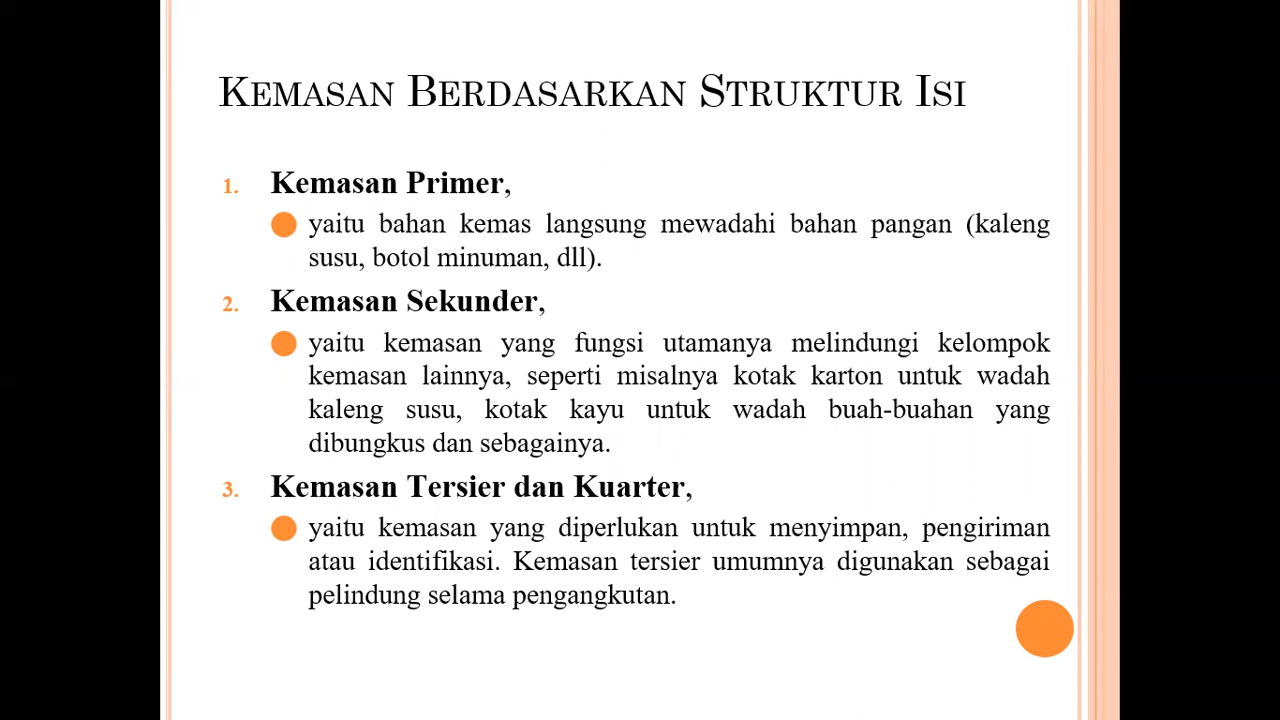 KEMASAN BERDASARKAN STRUKTUR ISI
1. Kemasan Primer,
yaitu bahan kemas langsung mewadahi bahan pangan (kaleng
susu, botol minuman, dll).
2. Kemasan Sekunder,
yaitu kemasan yang fungsi utamanya melindungi kelompok
kemasan lainnya, seperti misalnya kotak karton untuk wadah
kaleng susu, kotak kayu untuk wadah buah-buahan yang
dibungkus dan sebagainya.
3. Kemasan Tersier dan Kuarter,
yaitu kemasan yang diperlukan untuk menyimpan, pengiriman
atau identifikasi. Kemasan tersier umumnya digunakan sebagai
pelindung selama pengangkutan.